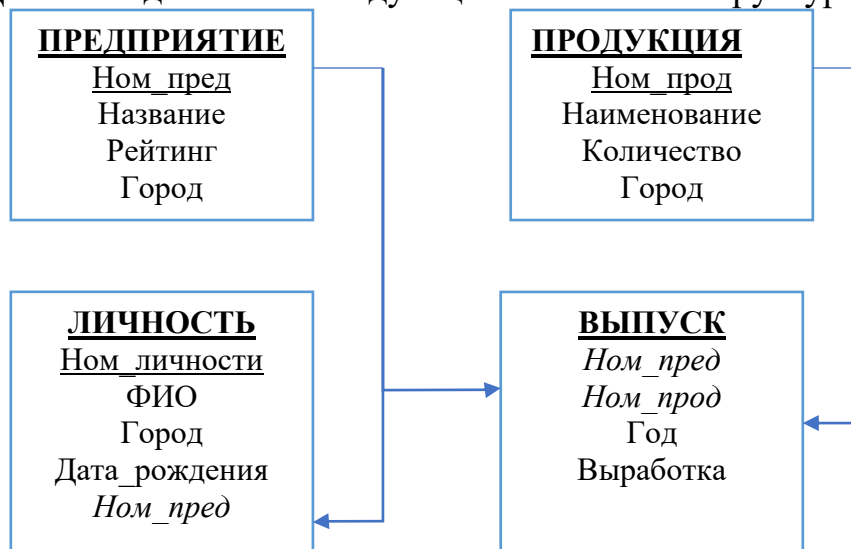 ПРЕДПРИЯТИЕ
Ном_пред
Название
Рейтинг
Город
ПРОДУКЦИЯ
Ном_прод
Наименование
Количество
Город
ЛИЧНОСТЬ
Ном_личности
ФИО
Город
Дата_рождения
Ном_пред
ВЫПУСК
Ном_пред
Ном_прод
Год
Выработка